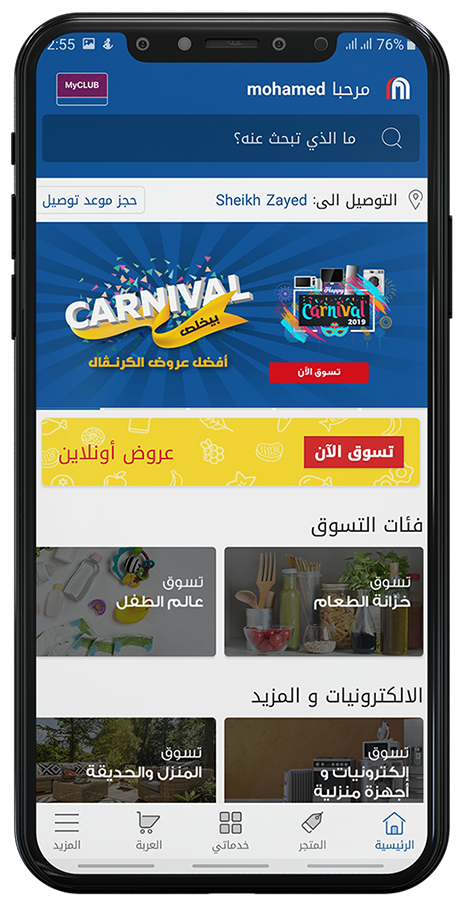 2:55
76%
MyCLUB
مرحبا mohamed
ما الذي تبحث عنه؟
التوصيل الى: Sheikh Zayed
حجز موعد توصيل
CARNIVAL
بيخلص
أفضل عروض الكرنڤال
Happy
Carnival
2019
تسوق الأن
تسوق الآن
عروض أونلاين
فئات التسوق
تسوق
خزانة الطعام
تسوق
عالم الطفل
الالكترونيات و المزيد
تسوق
إلكترونيات و
أجهزة منزلية
تسوق
المنزل والحديقة
الرئيسية
المتجر
خدماتي
العربة
المزيد